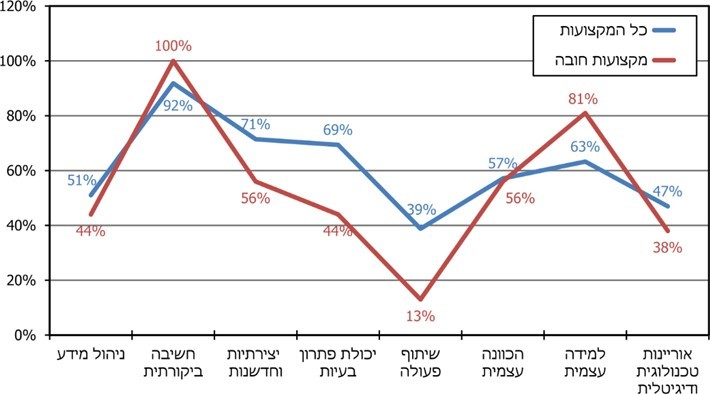 120%
100%
80%
60%
40%
20%
0%
כל המקצועות
מקצועות חובה
51%
92%
71%
69%
39%
57%
63%
47%
44%
100%
56%
44%
13%
56%
81%
38%
ניהול מידע
חשיבה
ביקורתית
יצירתיות
וחדשנות
יכולת פתרון
בעיות
שיתוף
פעולה
הכוונה
עצמית
למידה
עצמית
אוריינות
טכנולוגית
ודיגיטלית